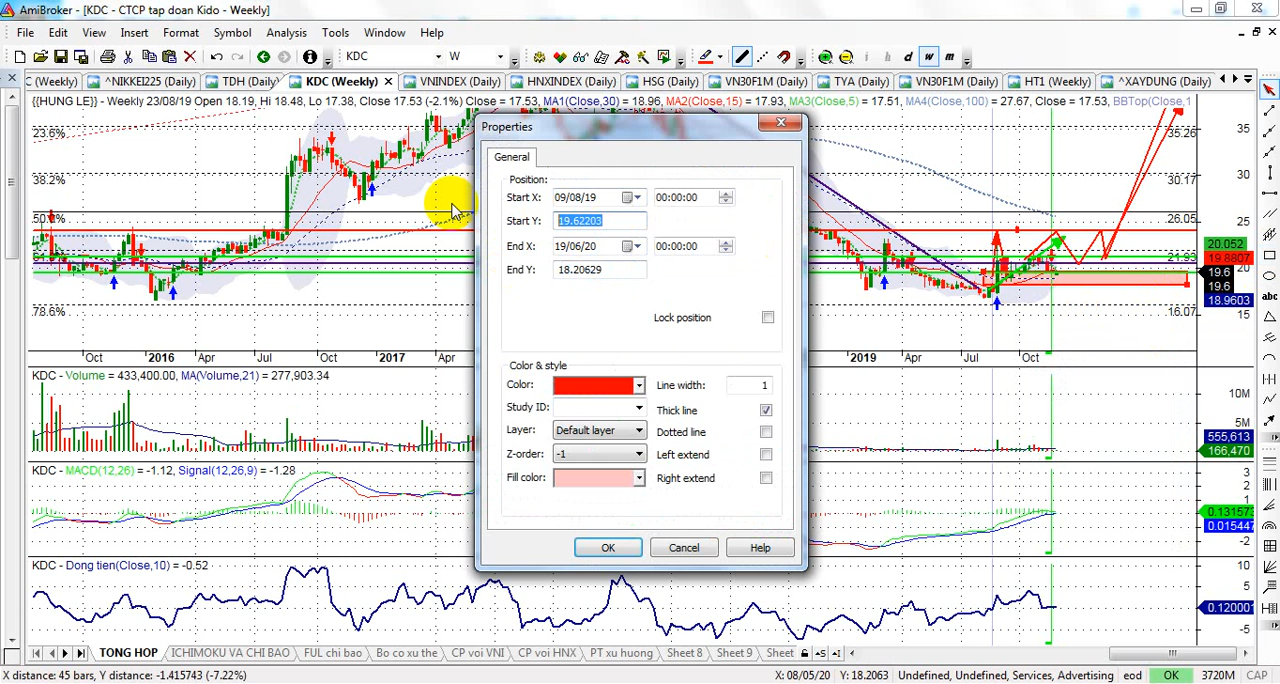 AmiBroker - [KDC - CTCP tap doan Kido - Weekly]
File Edit View Insert Format Symbol Analysis Tools Window Help
KDC W i h d w m
C (Weekly) ^NIKKEI225 (Daily) TDH (Daily) KDC (Weekly) VNINDEX (Daily) HNXINDEX (Daily) HSG (Daily) VN30F1M (Daily) TYA (Daily) VN30F1M (Daily) HT1 (Weekly) ^XAYDUNG (Daily)
{{HUNG LE}} - Weekly 23/08/19 Open 18.19, Hi 18.48, Lo 17.38, Close 17.53 (-2.1%) Close = 17.53, MA1(Close,30) = 18.96, MA2(Close,15) = 17.93, MA3(Close,5) = 17.51, MA4(Close,100) = 27.67, Close = 17.53, BBTop(Close,1
23.6%
38.2%
50.0%
78.6%
35.26
30.17
26.05
21.93
16.07
35
30
25
20
15
20.052
19.8807
19.6
19.6
18.9603
Oct 2016 Apr Jul Oct 2017 Apr 2019 Apr Jul Oct
Properties
General
Position:
Start X: 09/08/19 00:00:00
Start Y: 19.62203
End X: 19/06/20 00:00:00
End Y: 18.20629
Lock position
Color & style
Color: Line width: 1
Study ID: Thick line
Layer: Default layer Dotted line
Z-order: -1 Left extend
Fill color: Right extend
OK Cancel Help
KDC - Volume = 433,400.00, MA(Volume,21) = 277,903.34
10M
5M
555,613
166,470
KDC - MACD(12,26) = -1.12, Signal(12,26,9) = -1.28
3
2
1
0.131573
0.015447
-2
KDC - Dong tien(Close,10) = -0.52
10
5
0.12000
-5
TONG HOP ICHIMOKU VA CHI BAO FUL chi bao Bo co xu the CP voi VNI CP voi HNX PT xu huong Sheet 8 Sheet 9 Sheet
X distance: 45 bars, Y distance: -1.415743 (-7.22%) X: 08/05/20 Y: 18.2063 Undefined, Undefined, Services, Advertising eod OK 3720M CAP